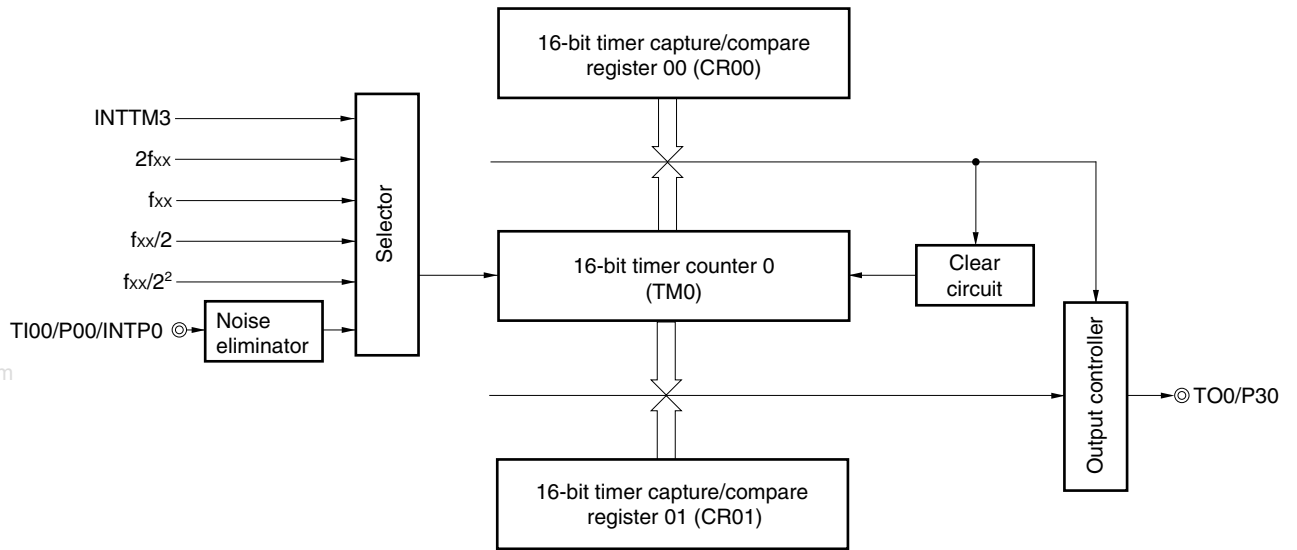 16-bit timer capture/compare
register 00 (CR00)
INTTM3
2fxx
fxx
fxx/2
fxx/2²
TI00/P00/INTP0
Noise
eliminator
Selector
16-bit timer counter 0
(TM0)
Clear
circuit
Output controller
TO0/P30
16-bit timer capture/compare
register 01 (CR01)
m